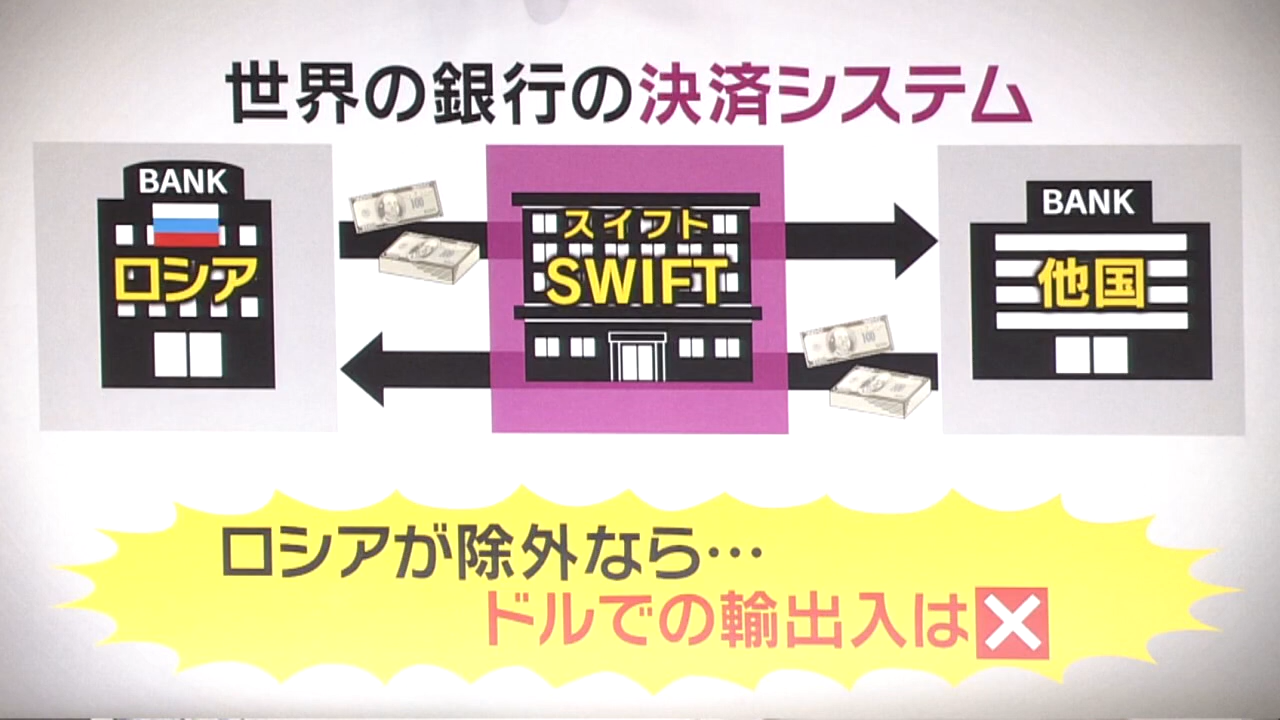 世界の銀行の決済システム
BANK
ロシア
スイフト
SWIFT
BANK
他国
ロシアが除外なら…
ドルでの輸出入は❌